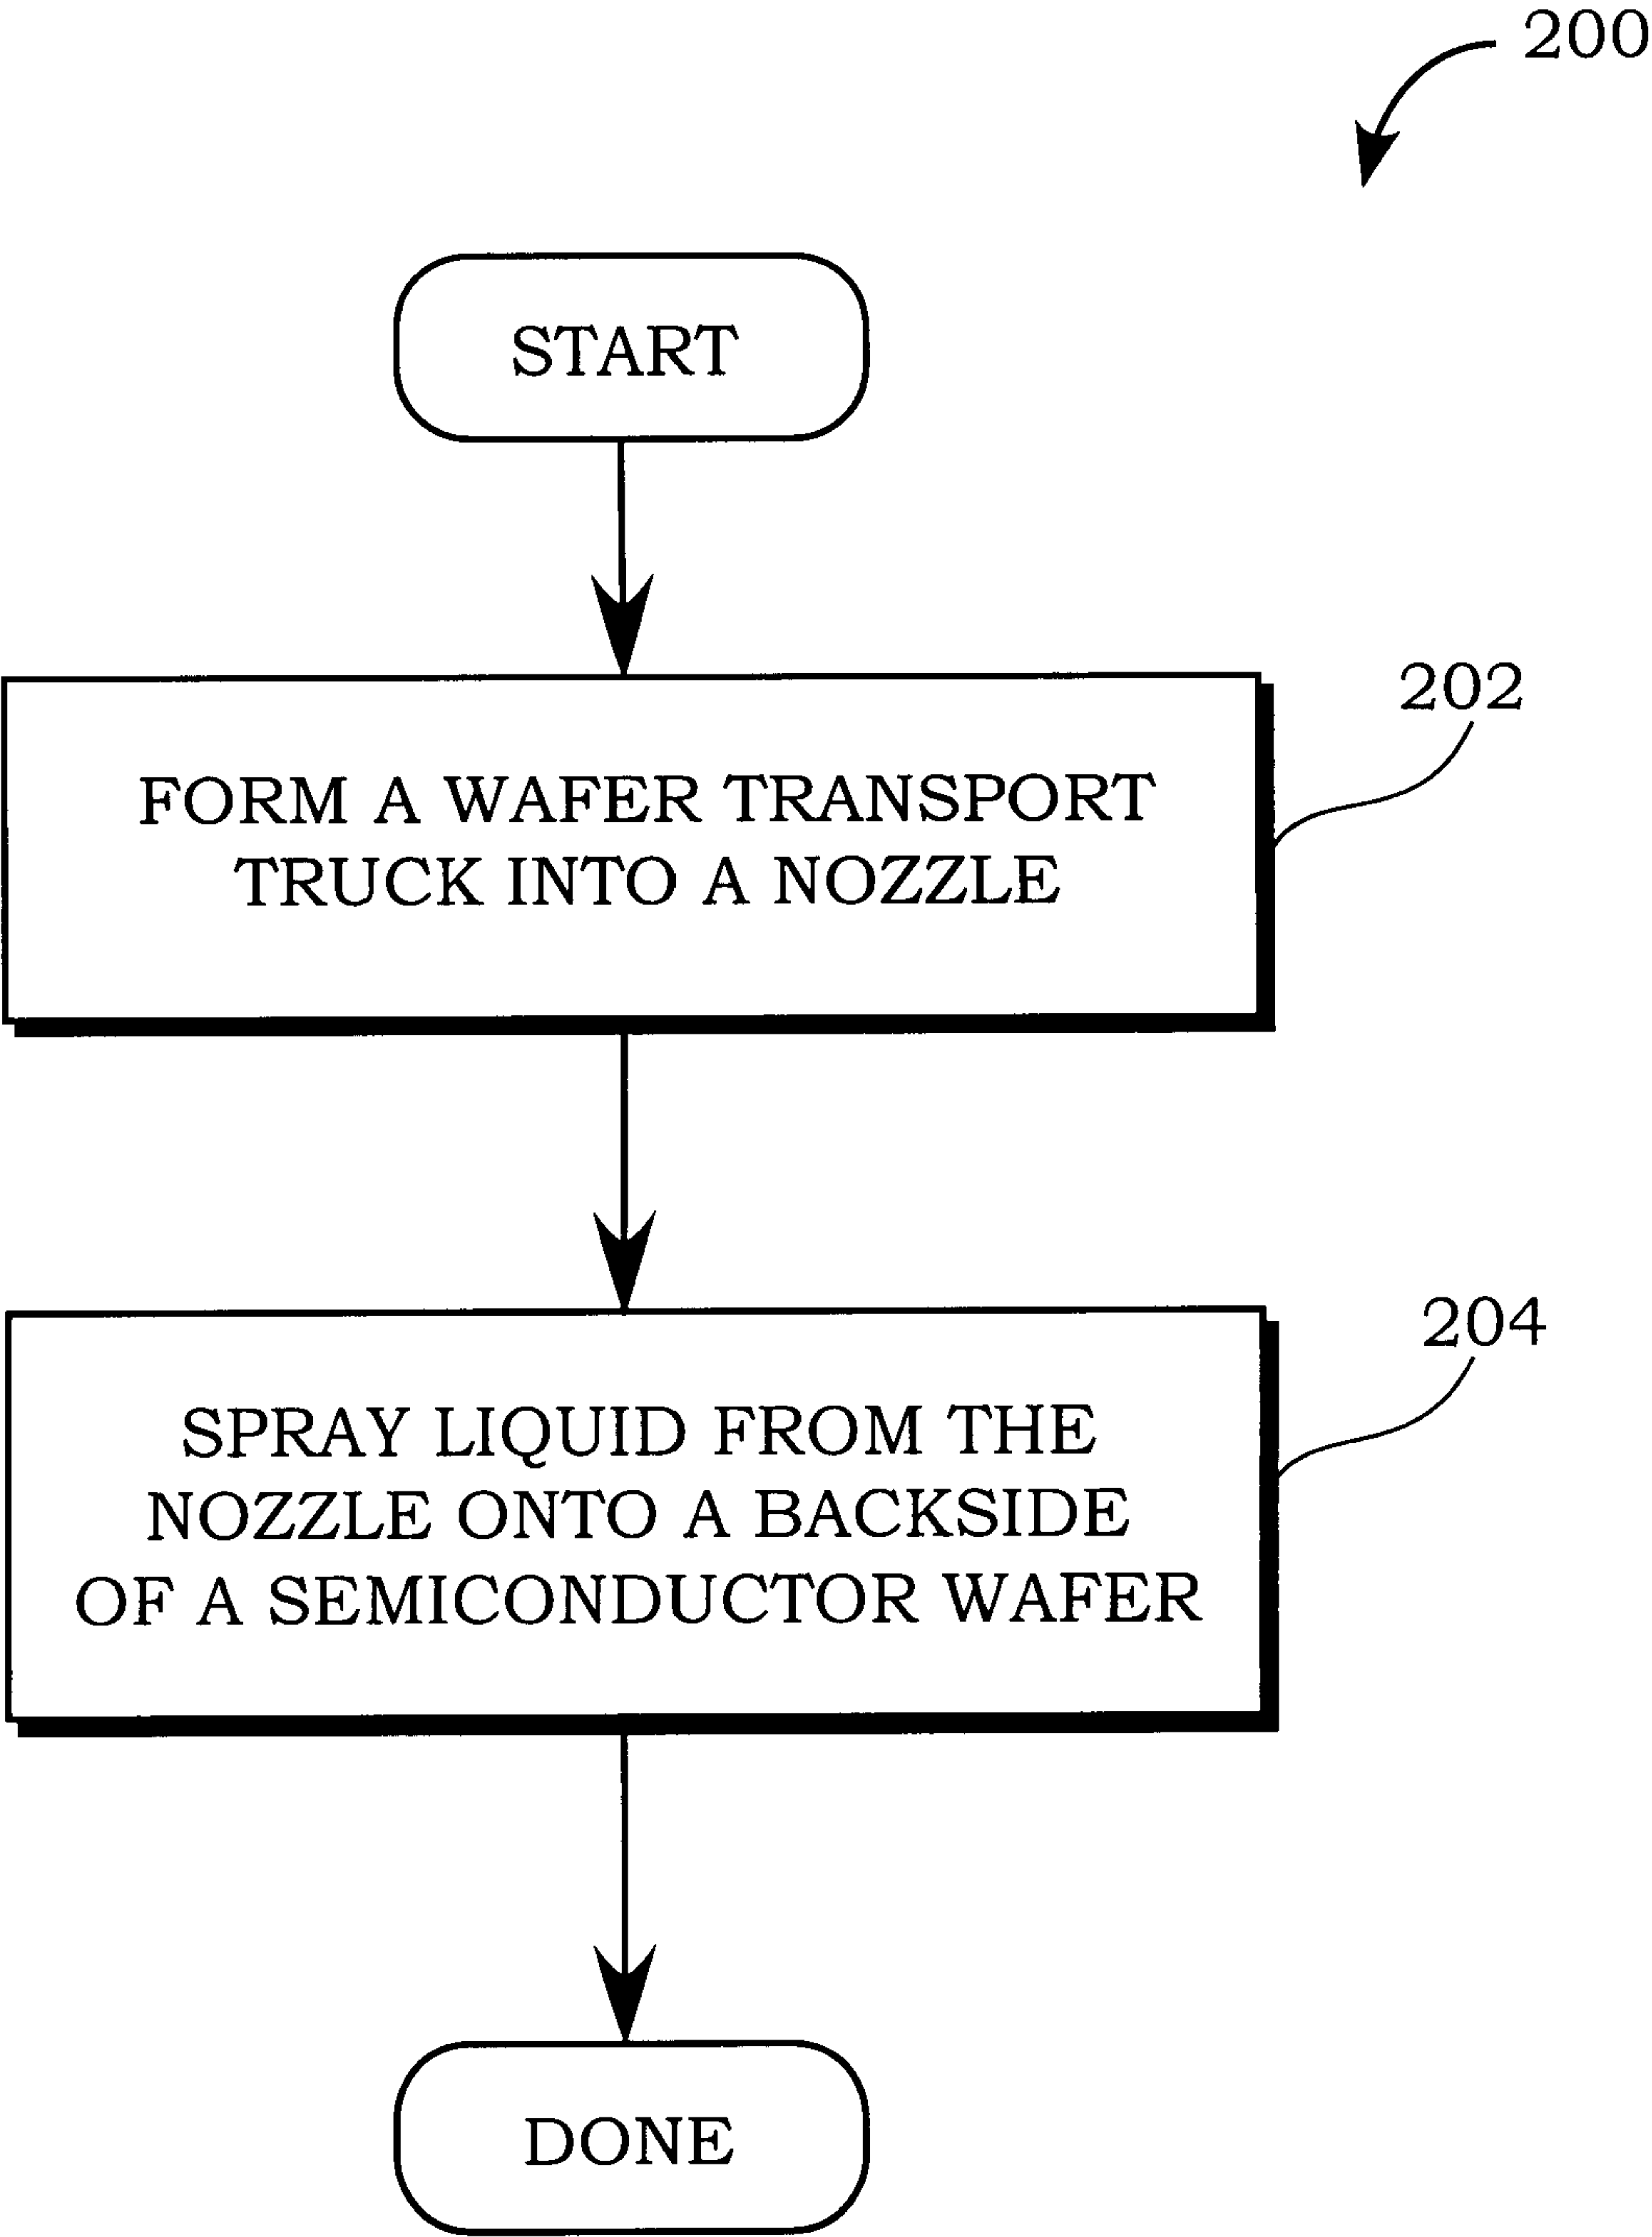 200
START
202
FORM A WAFER TRANSPORT
TRUCK INTO A NOZZLE
204
SPRAY LIQUID FROM THE
NOZZLE ONTO A BACKSIDE
OF A SEMICONDUCTOR WAFER
DONE